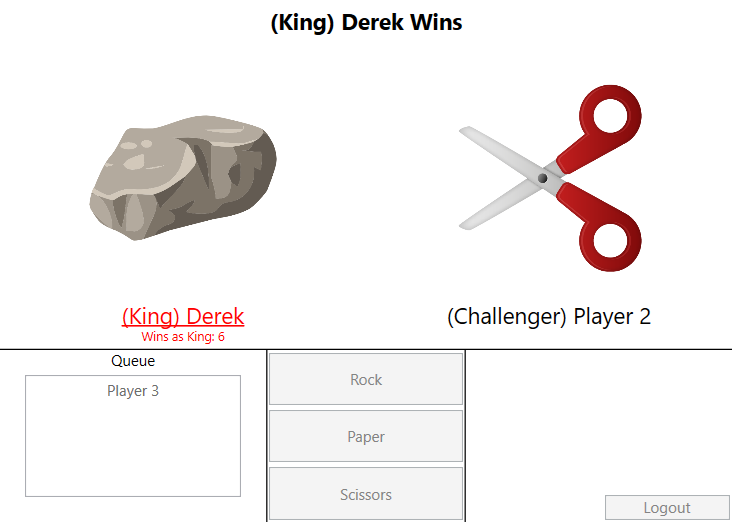 (King) Derek Wins
(King) Derek
Wins as King: 6
(Challenger) Player 2
Queue
Player 3
Rock
Paper
Scissors
Logout